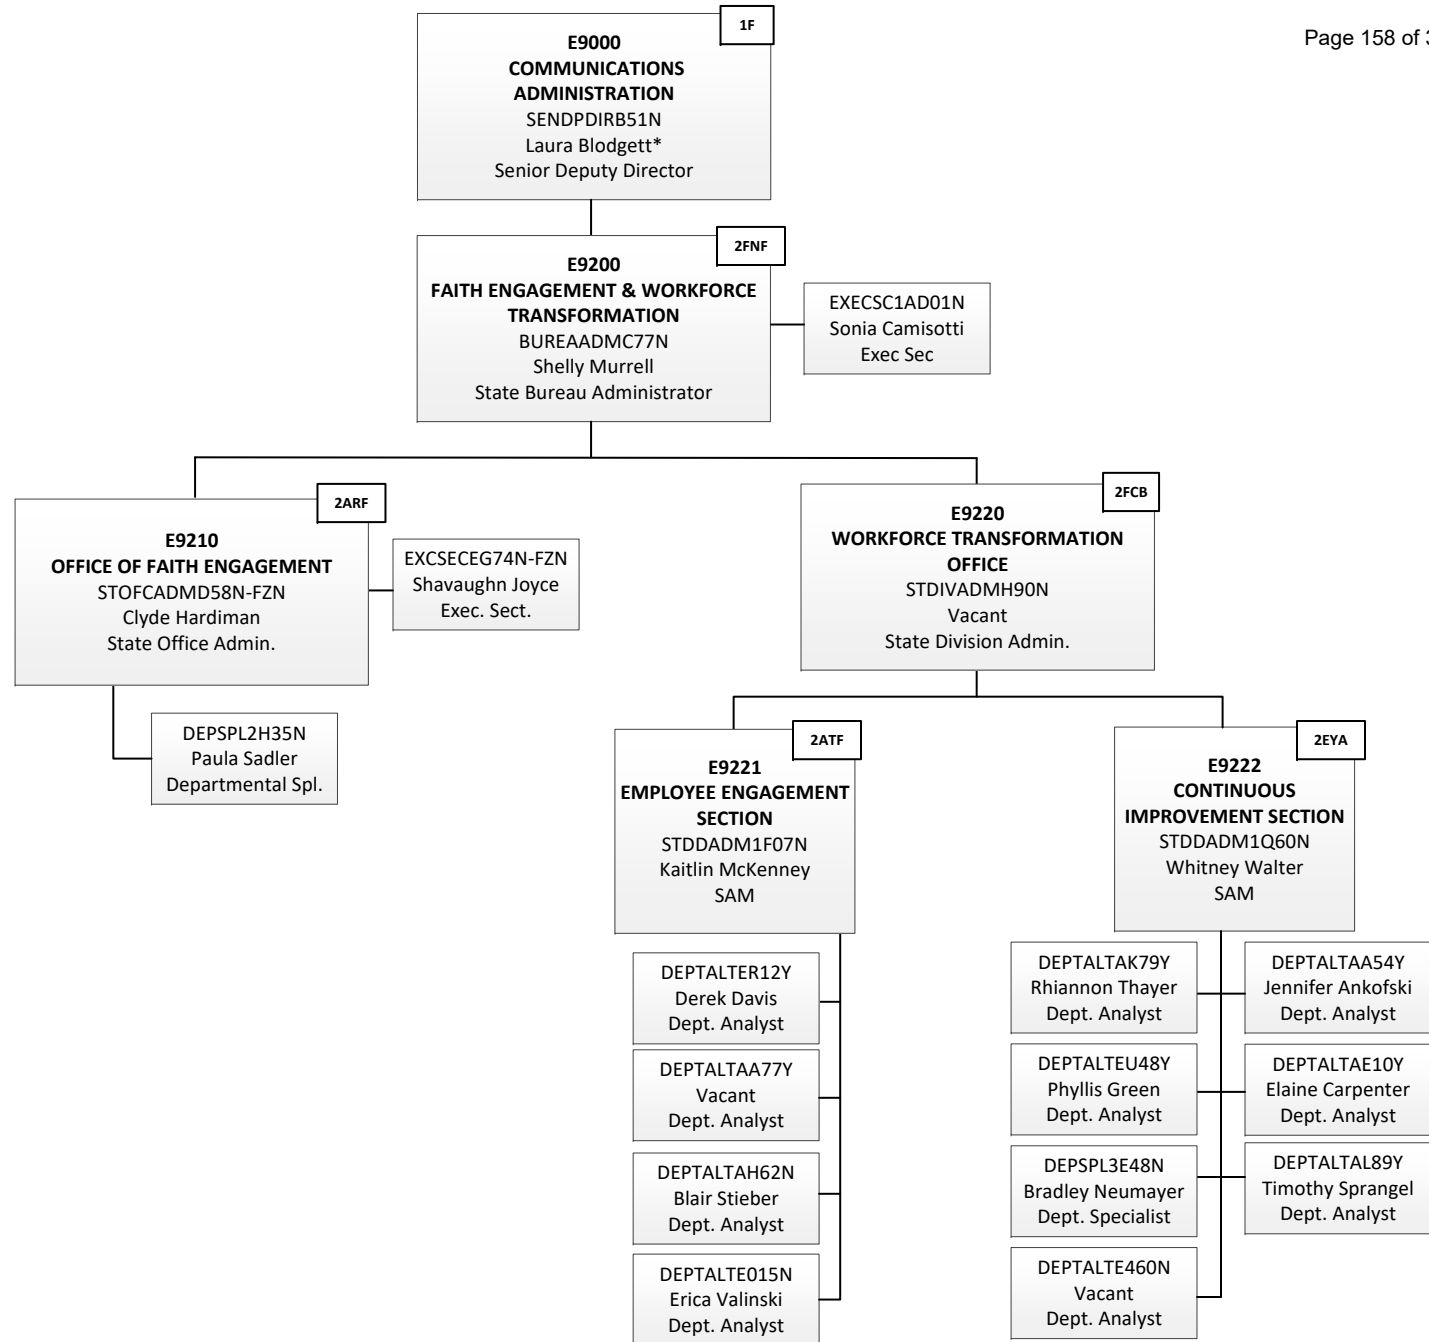 1F
Page 158 of 3
E9000
COMMUNICATIONS
ADMINISTRATION
SENDPDIRB51N
Laura Blodgett*
Senior Deputy Director
2FNF
E9200
FAITH ENGAGEMENT & WORKFORCE
TRANSFORMATION
BUREAADMC77N
Shelly Murrell
State Bureau Administrator
EXECSC1AD01N
Sonia Camisotti
Exec Sec
2ARF
E9210
OFFICE OF FAITH ENGAGEMENT
STOFCADMD58N-FZN
Clyde Hardiman
State Office Admin.
EXCSECEG74N-FZN
Shavaughn Joyce
Exec. Sect.
DEPSPL2H35N
Paula Sadler
Departmental Spl.
2FCB
E9220
WORKFORCE TRANSFORMATION
OFFICE
STDIVADMH90N
Vacant
State Division Admin.
2ATF
E9221
EMPLOYEE ENGAGEMENT
SECTION
STDDADM1F07N
Kaitlin McKenney
SAM
DEPTALTER12Y
Derek Davis
Dept. Analyst
DEPTALTAA77Y
Vacant
Dept. Analyst
DEPTALTAH62N
Blair Stieber
Dept. Analyst
DEPTALTE015N
Erica Valinski
Dept. Analyst
2EYA
E9222
CONTINUOUS
IMPROVEMENT SECTION
STDDADM1Q60N
Whitney Walter
SAM
DEPTALTAK79Y
Rhiannon Thayer
Dept. Analyst
DEPTALTAA54Y
Jennifer Ankofski
Dept. Analyst
DEPTALTEU48Y
Phyllis Green
Dept. Analyst
DEPTALTAE10Y
Elaine Carpenter
Dept. Analyst
DEPSPL3E48N
Bradley Neumayer
Dept. Specialist
DEPTALTAL89Y
Timothy Sprangel
Dept. Analyst
DEPTALTE460N
Vacant
Dept. Analyst